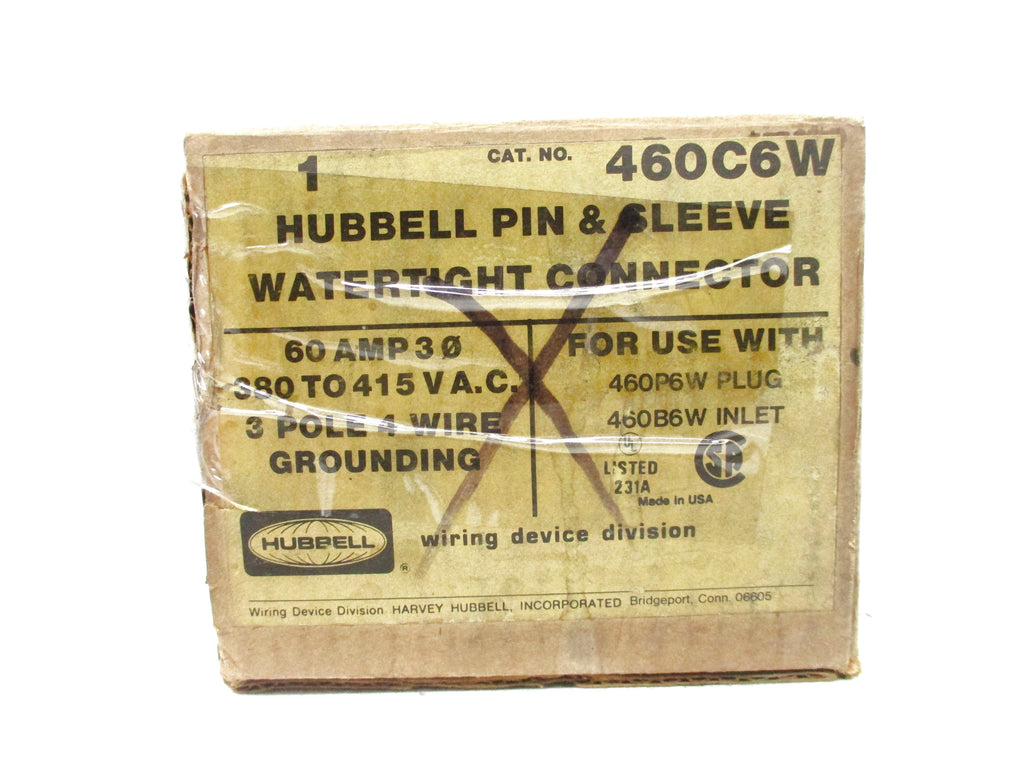 1 CAT. NO. 460C6W
HUBBELL PIN & SLEEVE
WATERTIGHT CONNECTOR
60 AMP 3 Ø
380 TO 415 V A.C.
3 POLE 4 WIRE
GROUNDING
FOR USE WITH
460P6W PLUG
460B6W INLET
UL
LISTED
231A
SA
Made in USA
HUBBELL ®
wiring device division
Wiring Device Division HARVEY HUBBELL, INCORPORATED Bridgeport, Conn. 06605